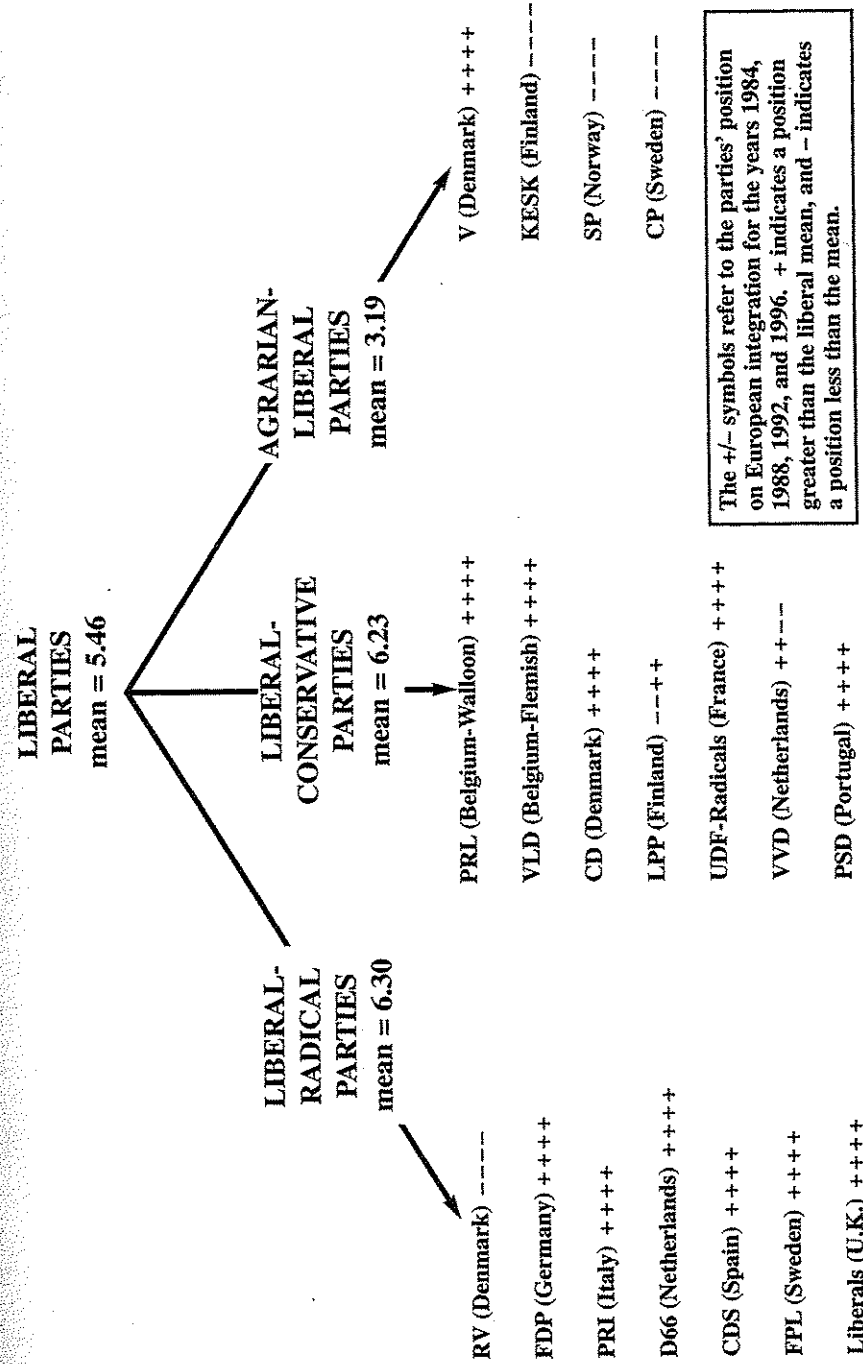 LIBERAL
PARTIES
mean = 5.46
LIBERAL-
RADICAL
PARTIES
mean = 6.30
RV (Denmark) – – – –
FDP (Germany) + + + +
PRI (Italy) + + + +
D66 (Netherlands) + + + +
CDS (Spain) + + + +
FPL (Sweden) + + + +
Liberals (U.K.) + + + +
LIBERAL-
CONSERVATIVE
PARTIES
mean = 6.23
PRL (Belgium-Walloon) + + + +
VLD (Belgium-Flemish) + + + +
CD (Denmark) + + + +
LPP (Finland) – – + +
UDF-Radicals (France) + + + +
VVD (Netherlands) + + – –
PSD (Portugal) + + + +
AGRARIAN-
LIBERAL
PARTIES
mean = 3.19
V (Denmark) + + + +
KESK (Finland) – – – –
SP (Norway) – – – –
CP (Sweden) – – – –
The +/– symbols refer to the parties' position
on European integration for the years 1984,
1988, 1992, and 1996. + indicates a position
greater than the liberal mean, and – indicates
a position less than the mean.